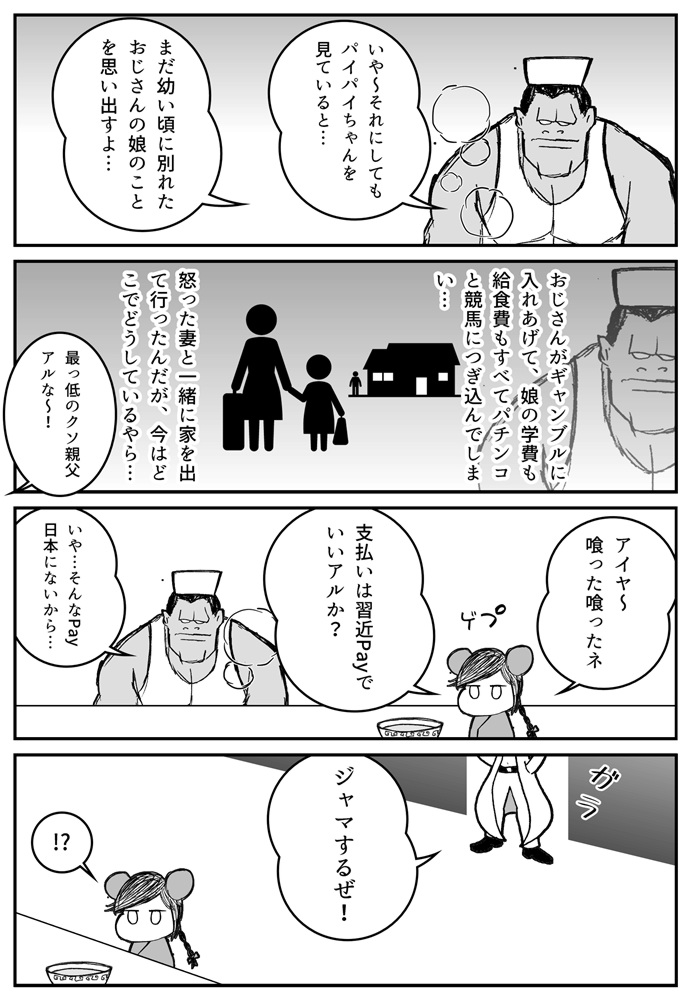 いや～それにしても
パイパイちゃんを
見ていると…
まだ幼い頃に別れた
おじさんの娘のこと
を思い出すよ…
おじさんがギャンブルに
入れあげて、娘の学費も
給食費もすべてパチンコ
と競馬につぎ込んでしま
い…
怒った妻と一緒に家を出
て行ったんだが、今はど
こでどうしているやら…
最っ低のクソ親父
アルな～！
アイヤ～
喰った喰ったネ
ゲプ
支払いは習近Payで
いいアルか？
いや…そんなPay
日本にないから…
ガラ
ジャマするぜ！
!?